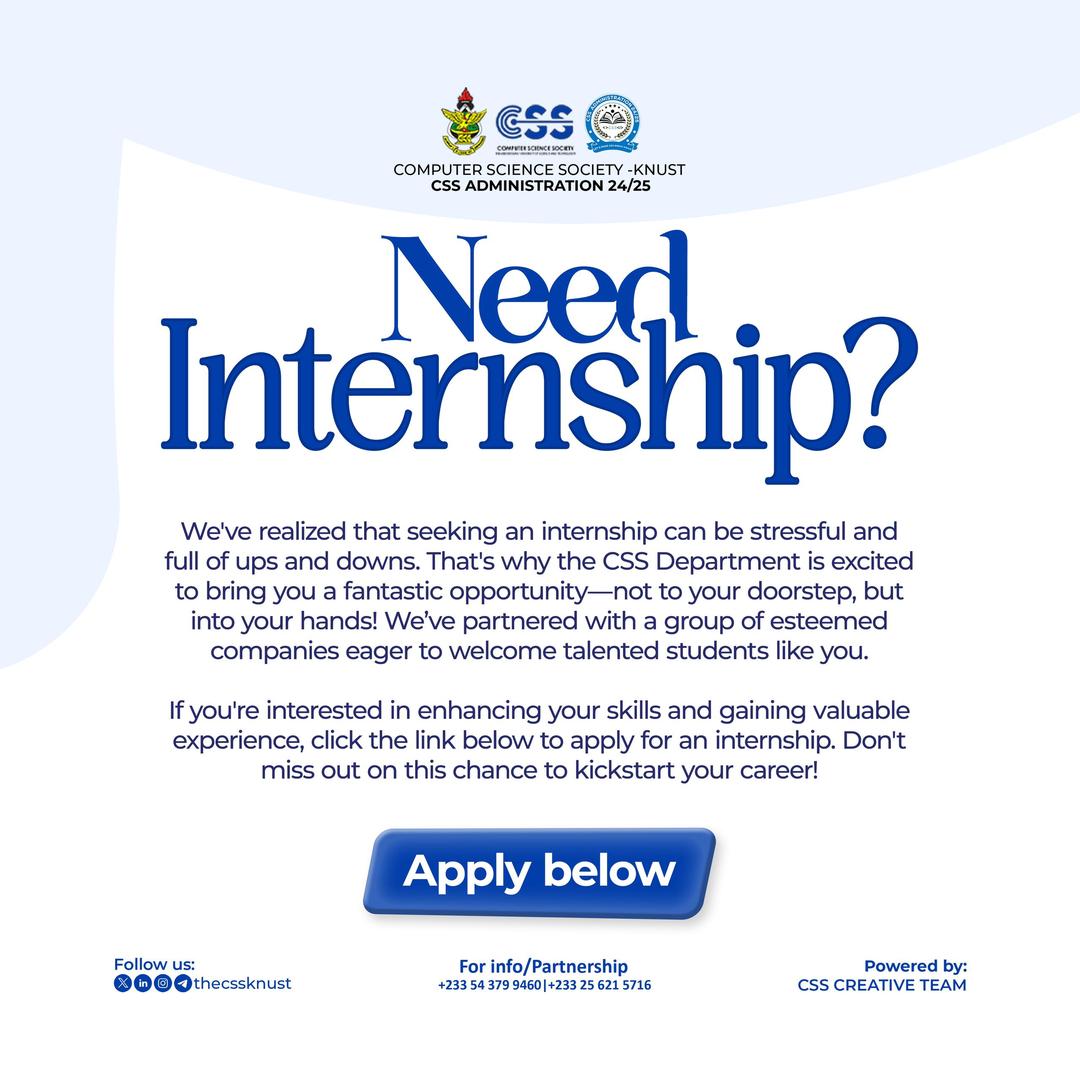 CSS
COMPUTER SCIENCE SOCIETY
COMPUTER SCIENCE SOCIETY -KNUST
CSS ADMINISTRATION 24/25
Need
Internship?
We've realized that seeking an internship can be stressful and
full of ups and downs. That's why the CSS Department is excited
to bring you a fantastic opportunity—not to your doorstep, but
into your hands! We’ve partnered with a group of esteemed
companies eager to welcome talented students like you.
If you're interested in enhancing your skills and gaining valuable
experience, click the link below to apply for an internship. Don't
miss out on this chance to kickstart your career!
Apply below
Follow us:
thecssknust
For info/Partnership
+233 54 379 9460|+233 25 621 5716
Powered by:
CSS CREATIVE TEAM